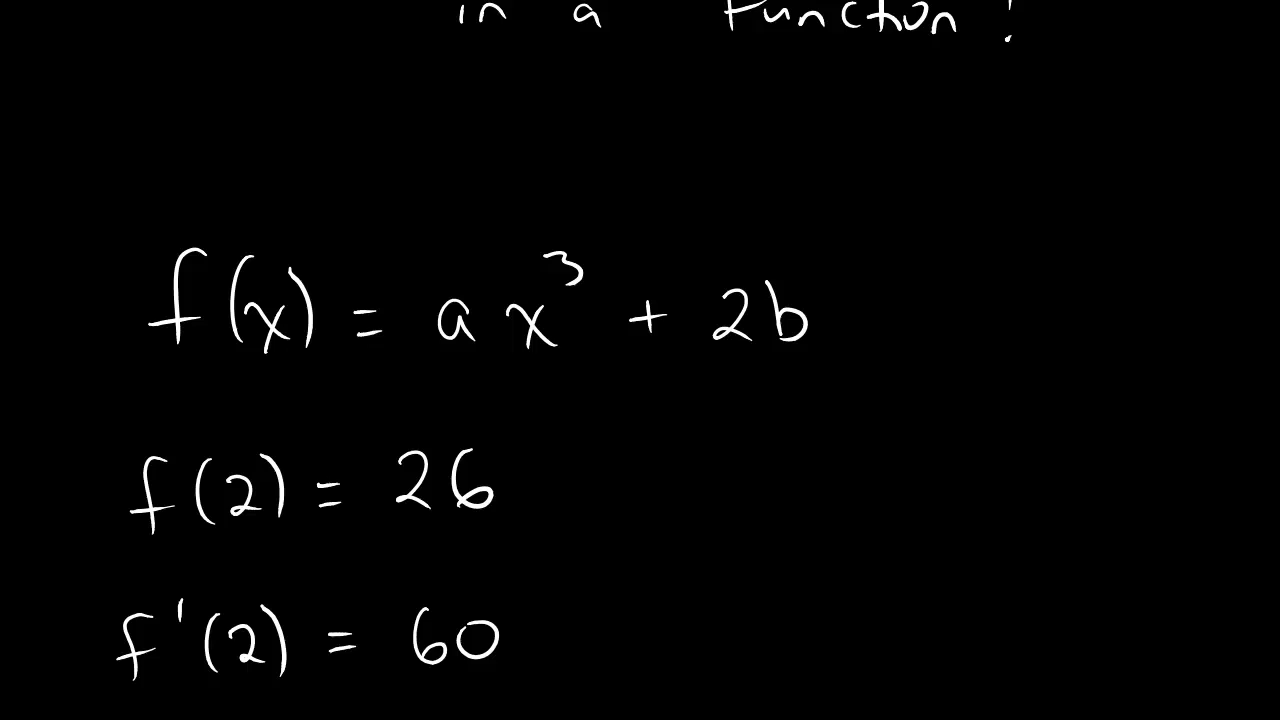 in a function?
f(x) = ax³ + 2b
f(2) = 26
f'(2) = 60